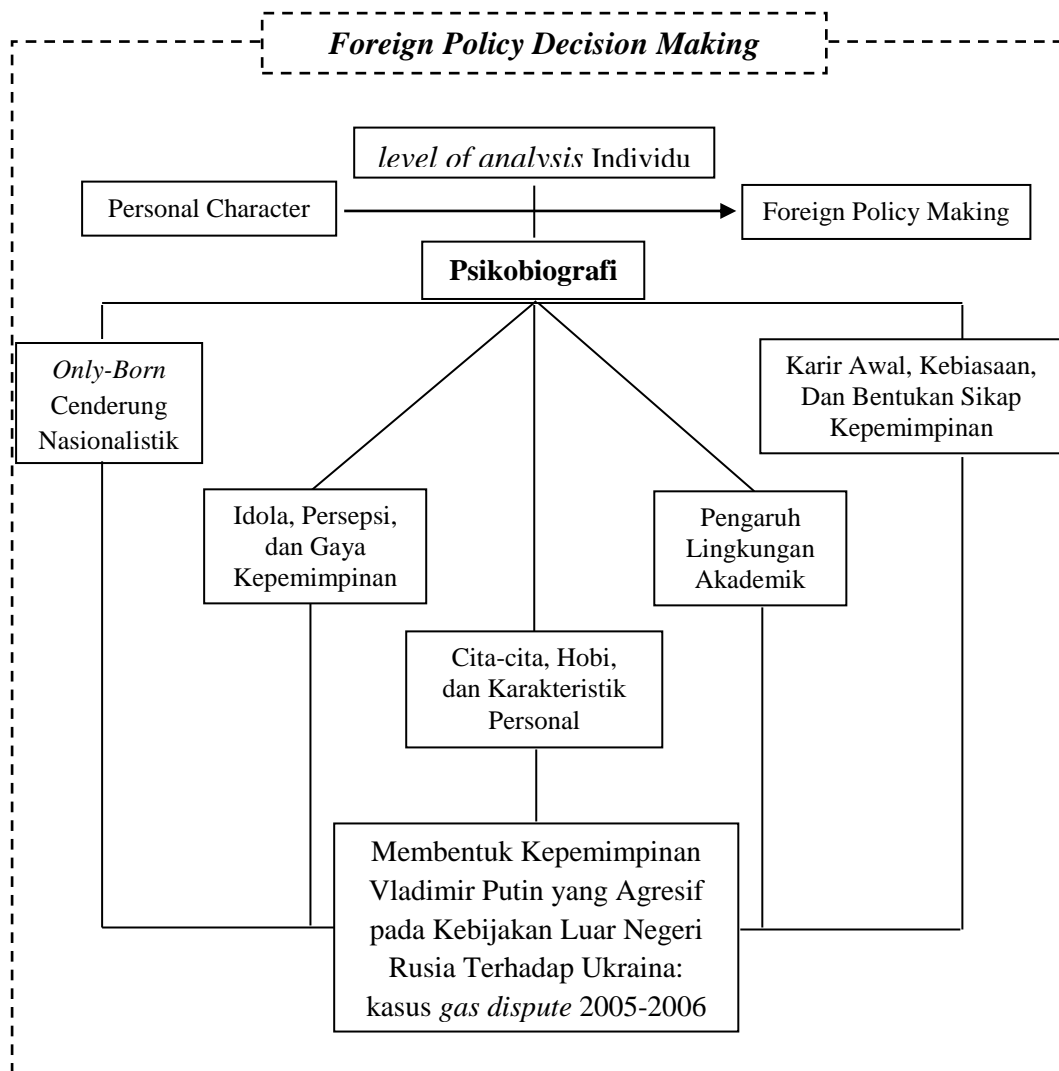 Foreign Policy Decision Making
level of analysis Individu
Personal Character
Foreign Policy Making
Psikobiografi
Only-Born
Cenderung
Nasionalistik
Karir Awal, Kebiasaan,
Dan Bentukan Sikap
Kepemimpinan
Idola, Persepsi,
dan Gaya
Kepemimpinan
Pengaruh
Lingkungan
Akademik
Cita-cita, Hobi,
dan Karakteristik
Personal
Membentuk Kepemimpinan
Vladimir Putin yang Agresif
pada Kebijakan Luar Negeri
Rusia Terhadap Ukraina:
kasus gas dispute 2005-2006